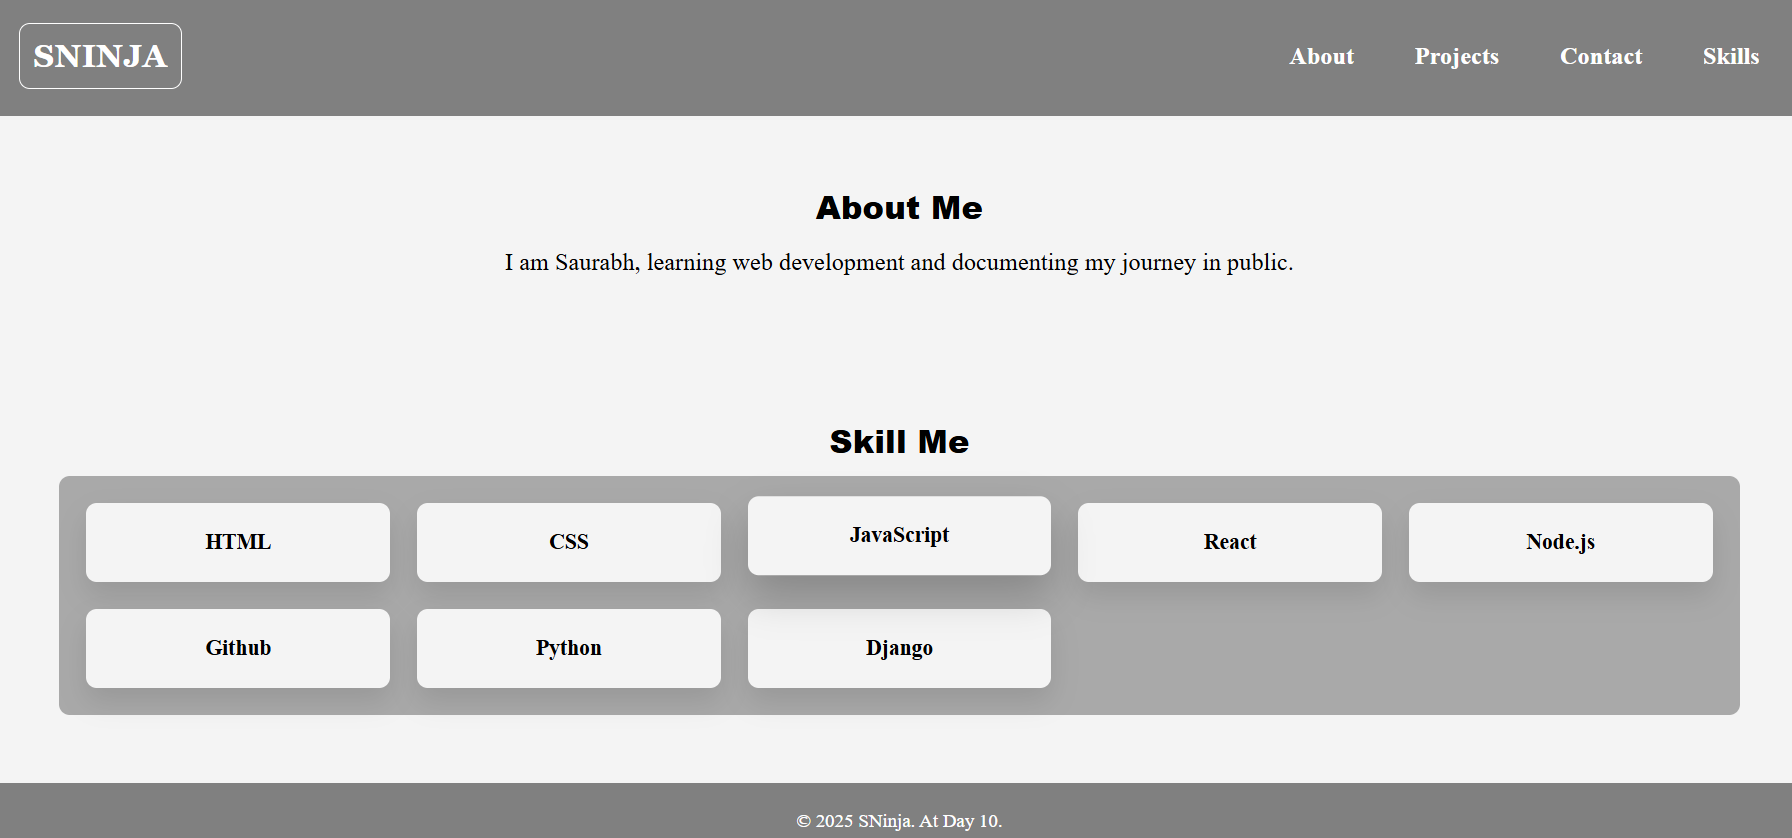 SNINJA
About Projects Contact Skills
About Me
I am Saurabh, learning web development and documenting my journey in public.
Skill Me
HTML CSS JavaScript React Node.js
Github Python Django
© 2025 SNinja. At Day 10.